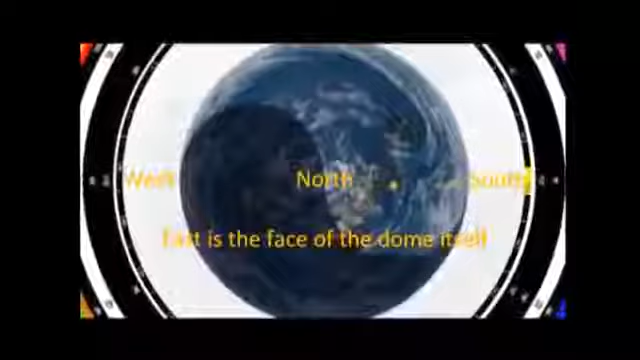 West North South
East is the face of the dome itself